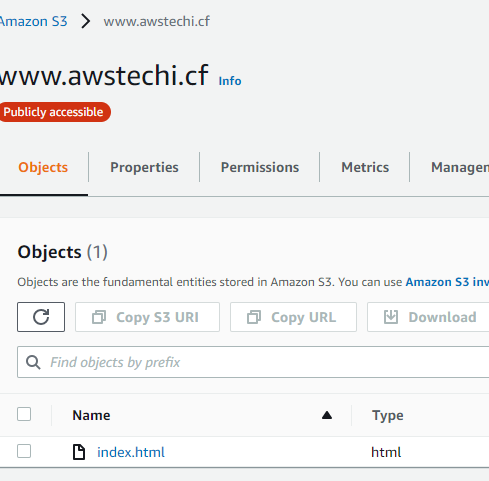 Amazon S3 > www.awstechi.cf
www.awstechi.cf Info
Publicly accessible
Objects Properties Permissions Metrics Managem
Objects (1)
Objects are the fundamental entities stored in Amazon S3. You can use Amazon S3 inv
Copy S3 URI Copy URL Download
Find objects by prefix
Name Type
index.html html